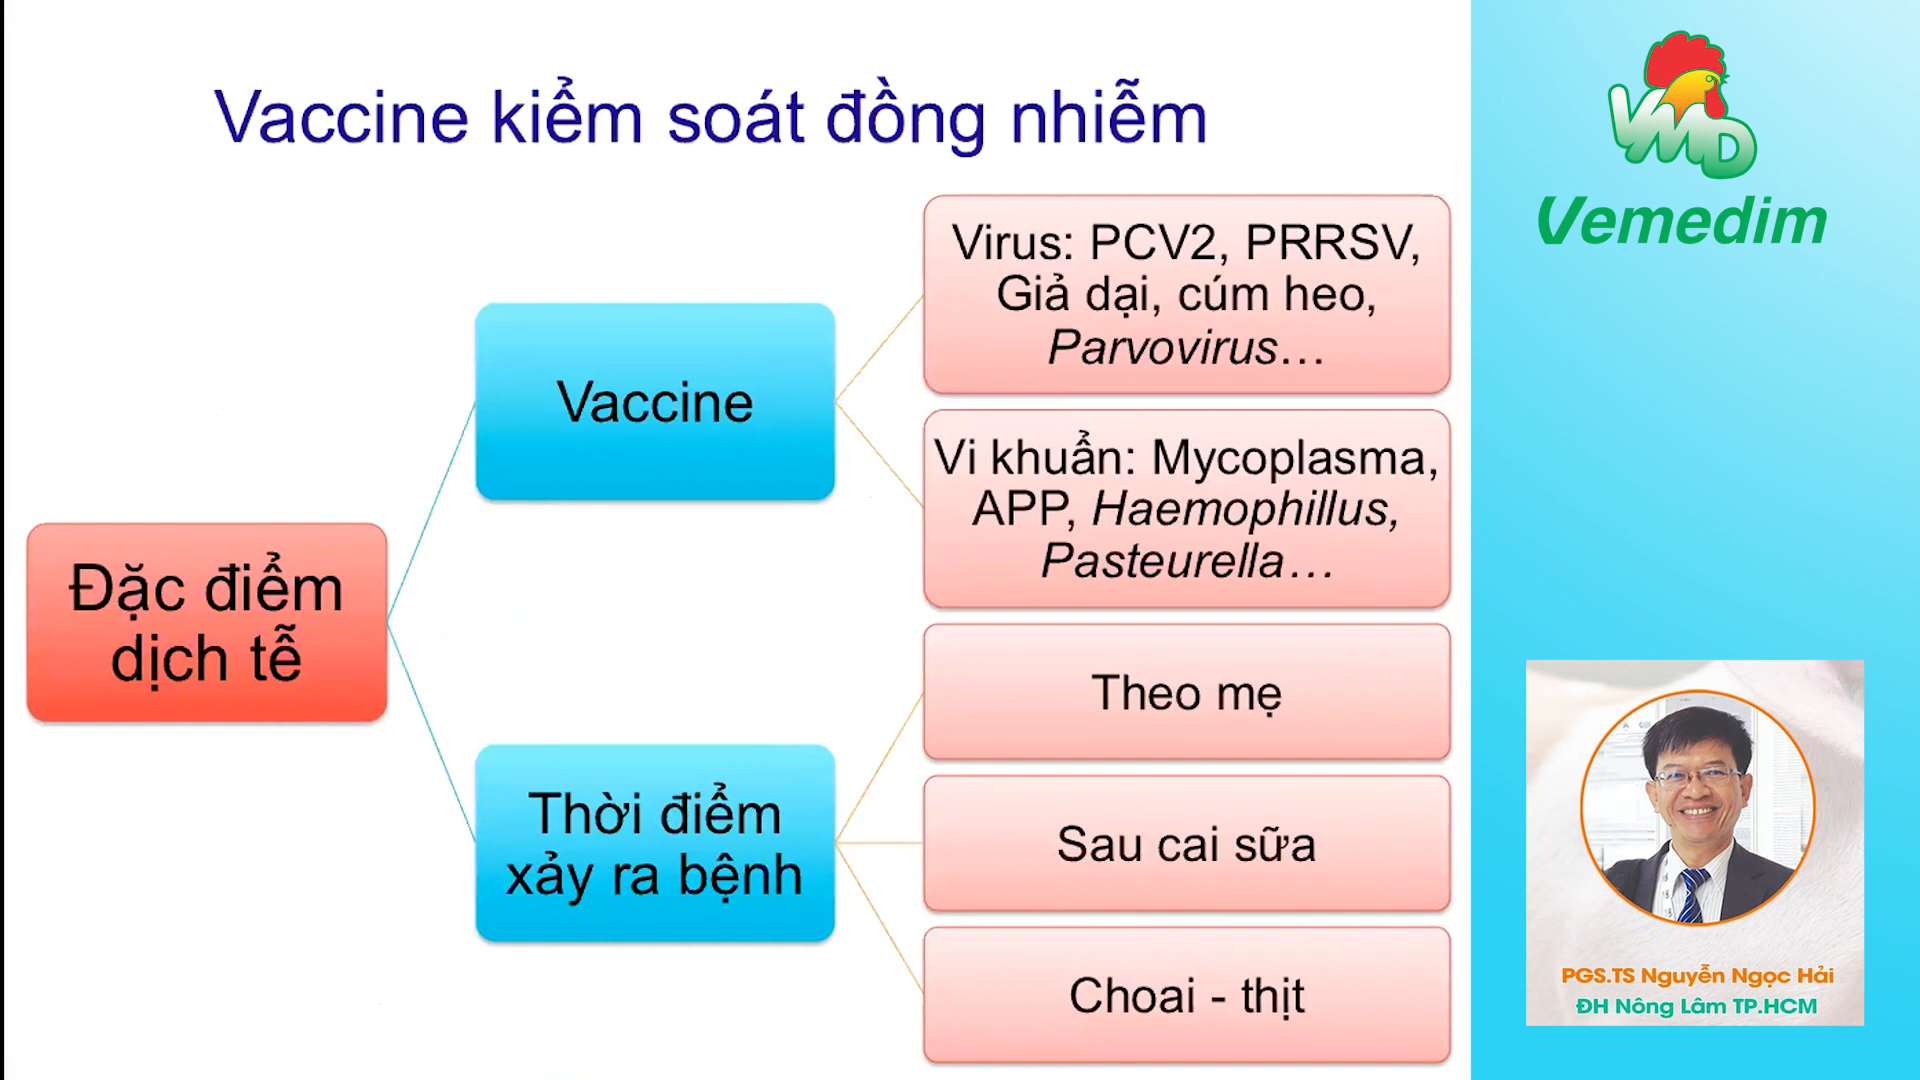 Vaccine kiểm soát đồng nhiễm
Đặc điểm
dịch tễ
Vaccine
Virus: PCV2, PRRSV,
Giả dại, cúm heo,
Parvovirus…
Vi khuẩn: Mycoplasma,
APP, Haemophillus,
Pasteurella…
Thời điểm
xảy ra bệnh
Theo mẹ
Sau cai sữa
Choai - thịt
VMD
Vemedim
PGS.TS Nguyễn Ngọc Hải
ĐH Nông Lâm TP.HCM